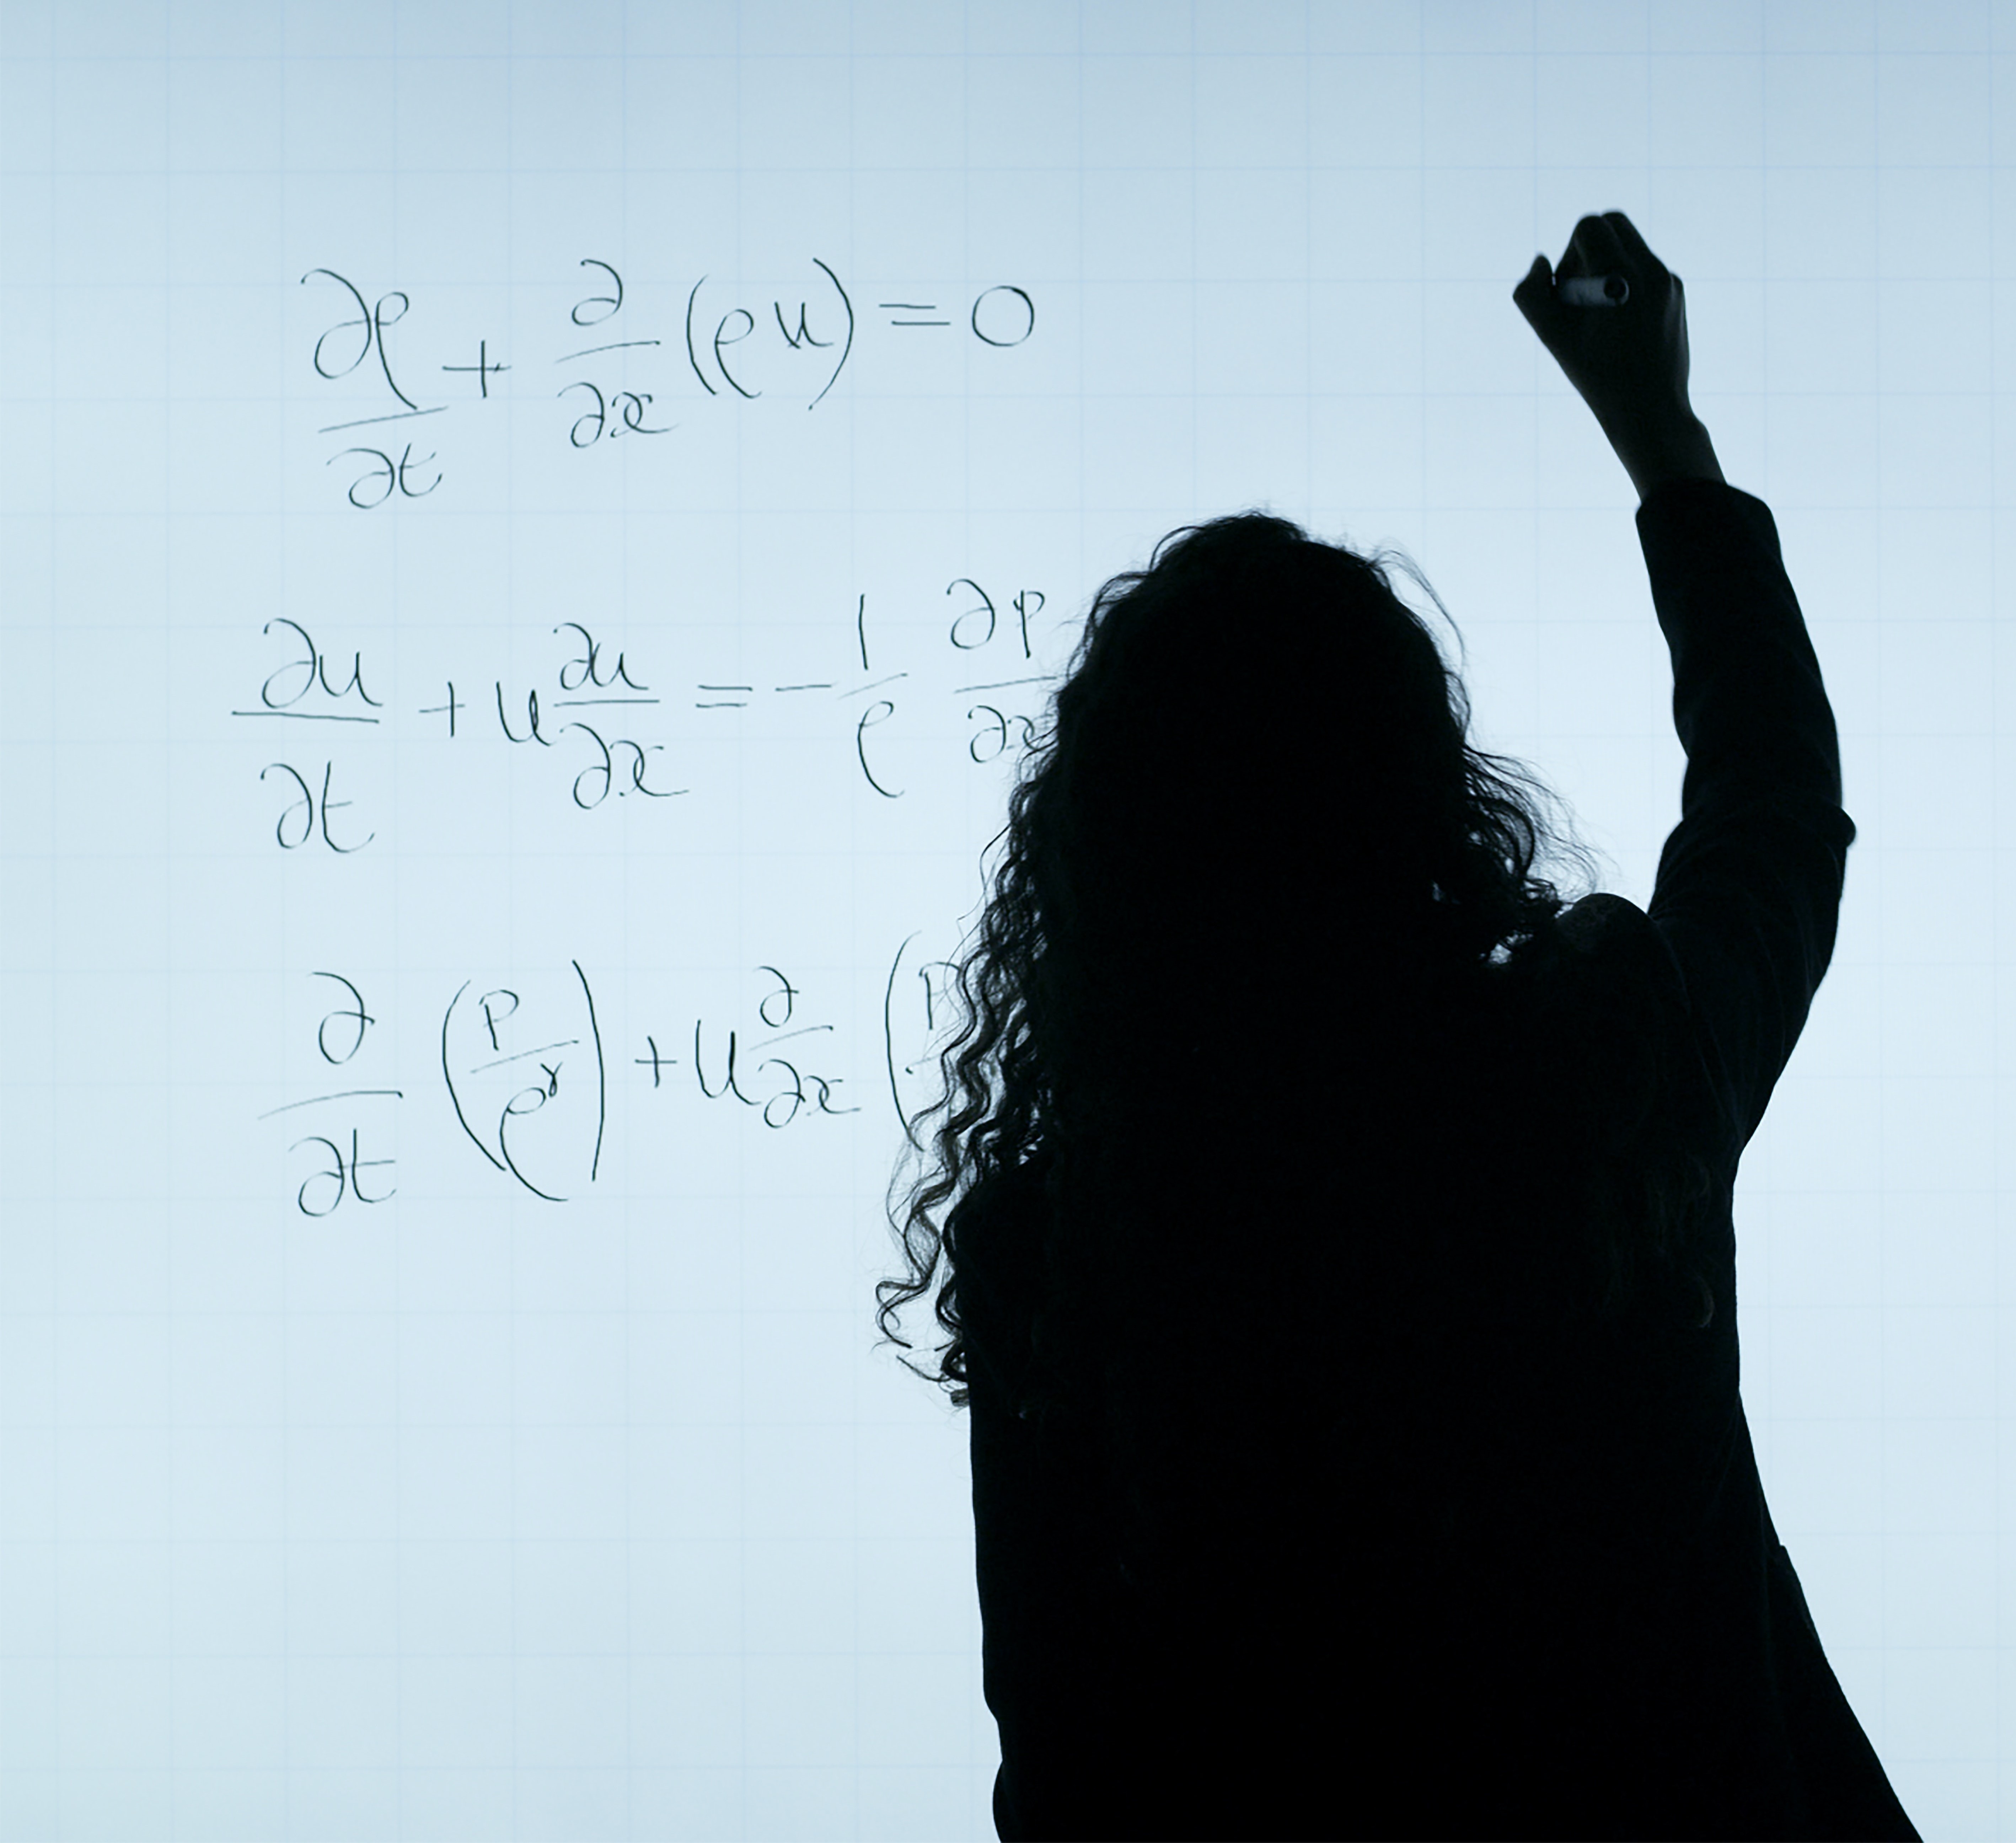 ∂ρ/∂t + ∂/∂x (ρu) = 0
∂u/∂t + u ∂u/∂x = - 1/ρ ∂p/∂x
∂/∂t (p/ρ^γ) + u ∂/∂x (p